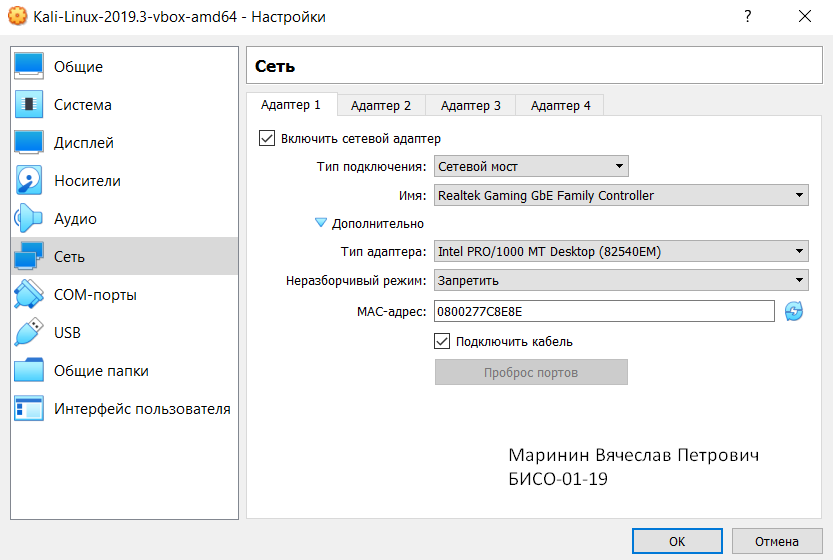 Kali-Linux-2019.3-vbox-amd64 - Настройки
?
Общие
Система
Дисплей
Носители
Аудио
Сеть
COM-порты
USB
Общие папки
Интерфейс пользователя
Сеть
Адаптер 1 Адаптер 2 Адаптер 3 Адаптер 4
Включить сетевой адаптер
Тип подключения: Сетевой мост
Имя: Realtek Gaming GbE Family Controller
Дополнительно
Тип адаптера: Intel PRO/1000 MT Desktop (82540EM)
Неразборчивый режим: Запретить
MAC-адрес: 0800277C8E8E
Подключить кабель
Проброс портов
Маринин Вячеслав Петрович
БИСО-01-19
OK Отмена